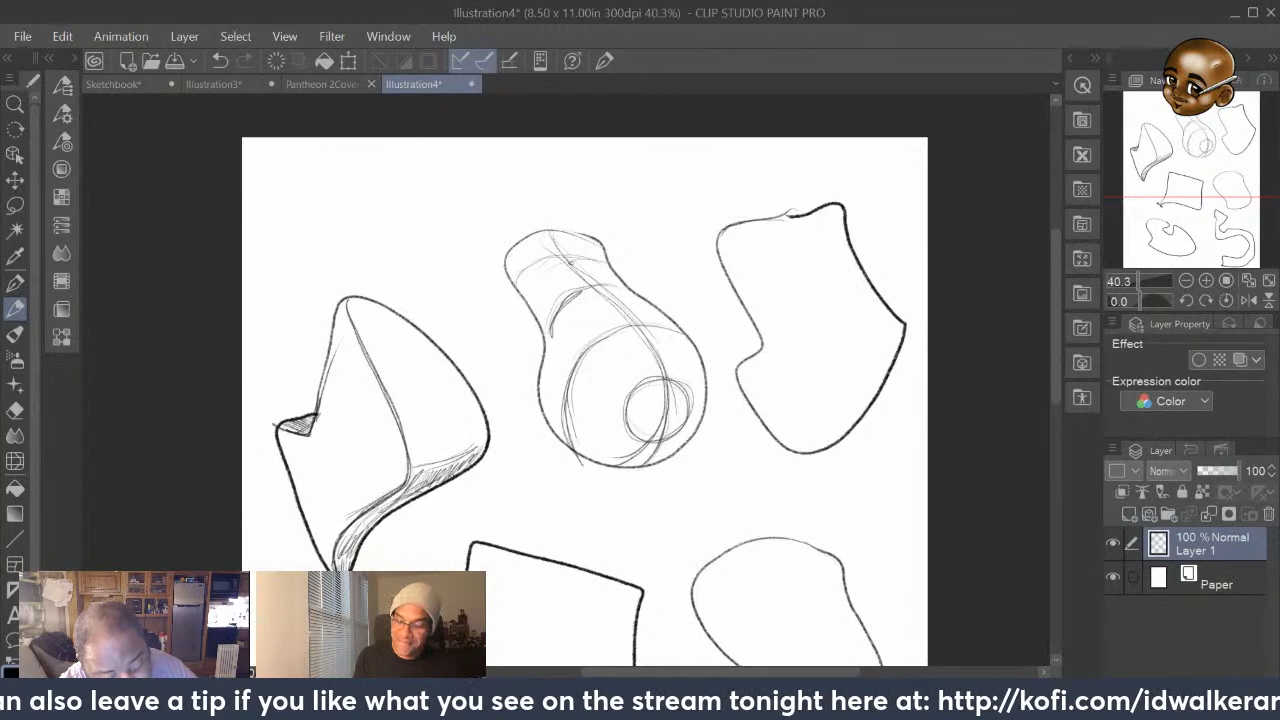 Illustration4* (8.50 x 11.00in 300dpi 40.3%) - CLIP STUDIO PAINT PRO
File Edit Animation Layer Select View Filter Window Help
Sketchbook* Illustration3* Pantheon 2Cove Illustration4*
40.3
0.0
Layer Property
Effect
Expression color
Color
Layer
Norma 100
100 % Normal
Layer 1
Paper
an also leave a tip if you like what you see on the stream tonight here at: http://kofi.com/idwalkerar